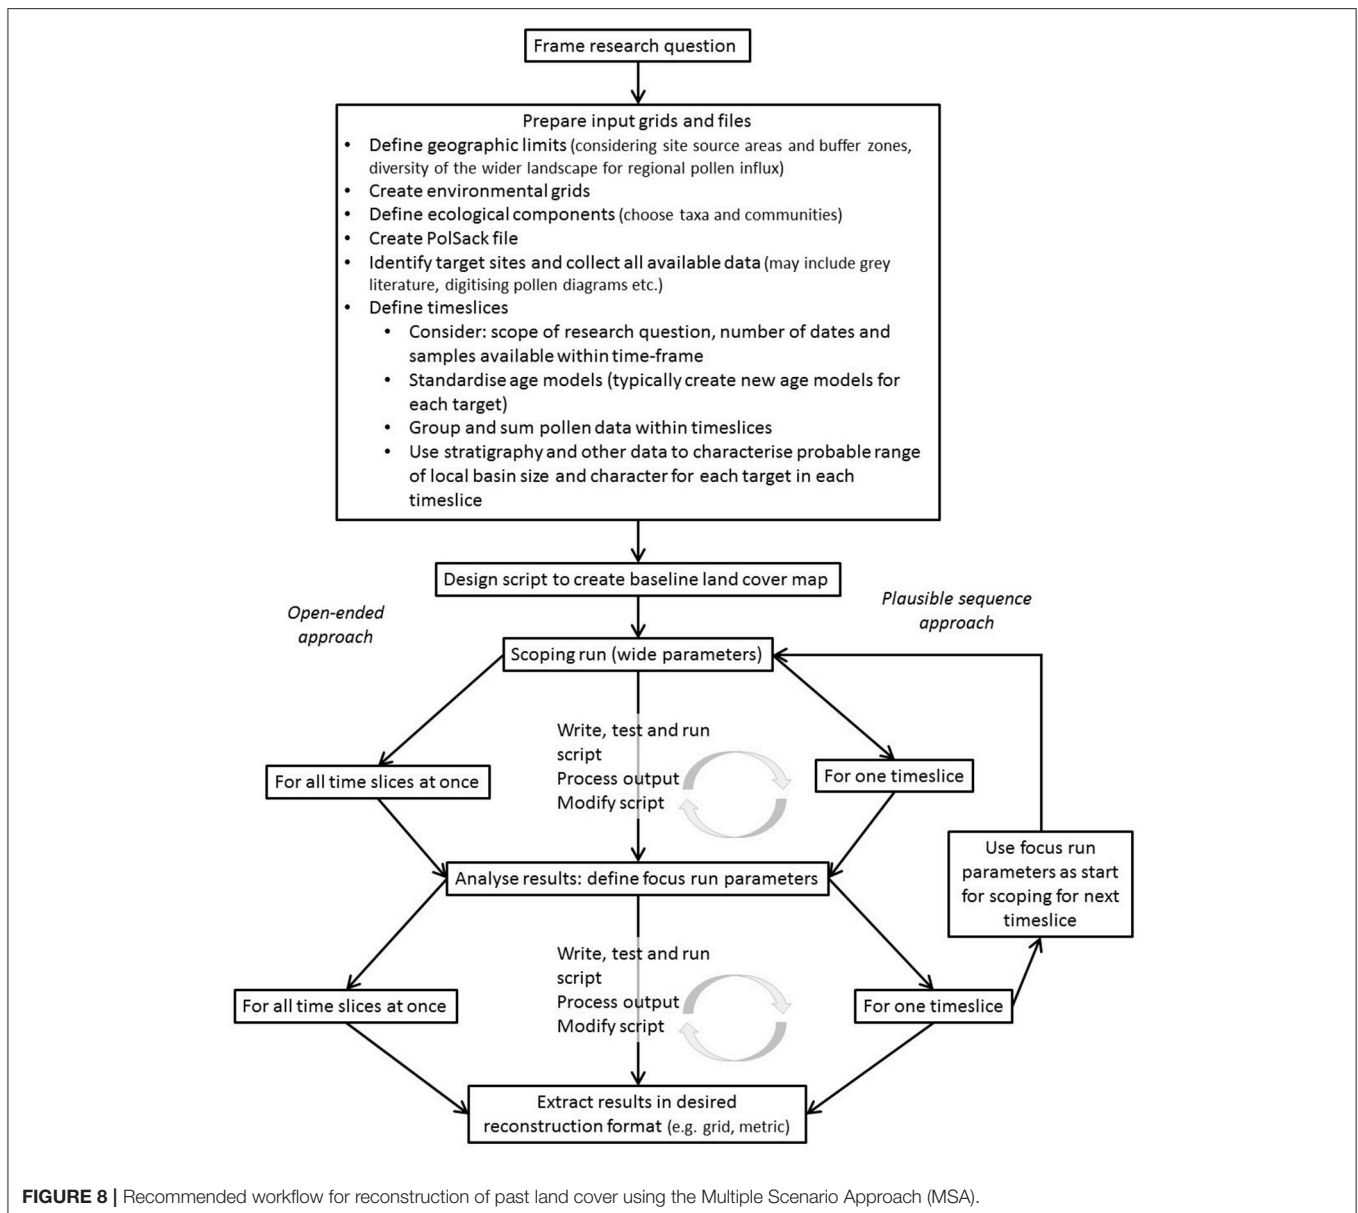 Frame research question
Prepare input grids and files
• Define geographic limits (considering site source areas and buffer zones,
diversity of the wider landscape for regional pollen influx)
• Create environmental grids
• Define ecological components (choose taxa and communities)
• Create PolSack file
• Identify target sites and collect all available data (may include grey
literature, digitising pollen diagrams etc.)
• Define timeslices
• Consider: scope of research question, number of dates and
samples available within time-frame
• Standardise age models (typically create new age models for
each target)
• Group and sum pollen data within timeslices
• Use stratigraphy and other data to characterise probable range
of local basin size and character for each target in each
timeslice
Design script to create baseline land cover map
Open-ended
approach
Plausible sequence
approach
Scoping run (wide parameters)
Write, test and run
script
Process output
Modify script
For all time slices at once
For one timeslice
Analyse results: define focus run parameters
Use focus run
parameters as start
for scoping for next
timeslice
Write, test and run
script
Process output
Modify script
For all time slices at once
For one timeslice
Extract results in desired
reconstruction format (e.g. grid, metric)
FIGURE 8 | Recommended workflow for reconstruction of past land cover using the Multiple Scenario Approach (MSA).